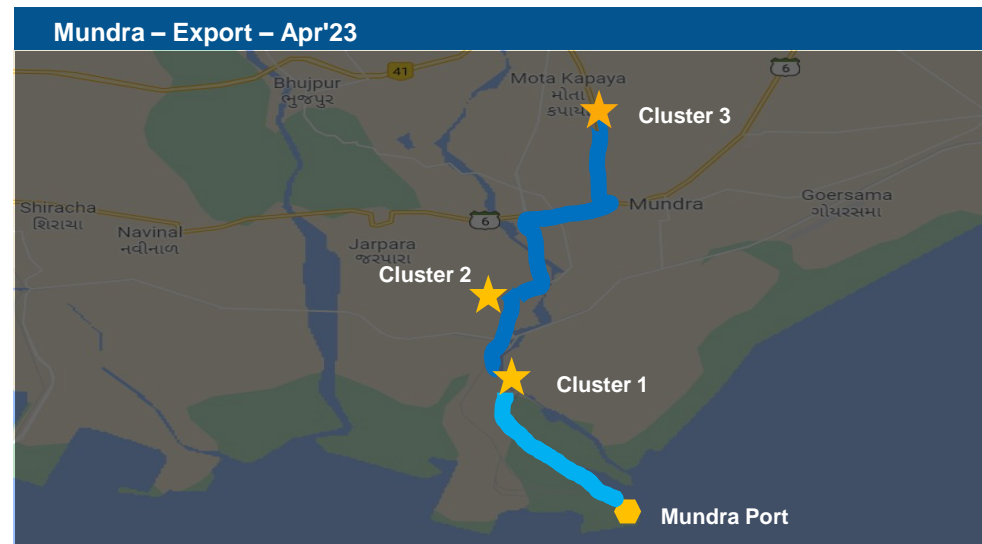 Mundra – Export – Apr'23
41
6
Bhujpur
ભુજપુર
Mota Kapaya
મોતા
Cluster 3
Shiracha
શિરાચા
Navinal
નવીનાળ
6
Mundra
Goersama
ગોયરસમા
Jarpara
જરપારા
Cluster 2
Cluster 1
Mundra Port